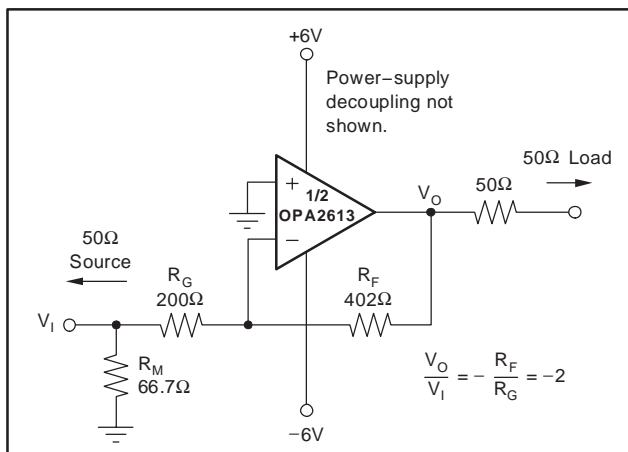 +6V
Power−supply
decoupling not
shown.
50Ω Load
+
1/2
OPA2613
−
V_O
50Ω
50Ω
Source
R_G
200Ω
R_F
402Ω
V_I
R_M
66.7Ω
V_O/V_I = − R_F/R_G = −2
−6V